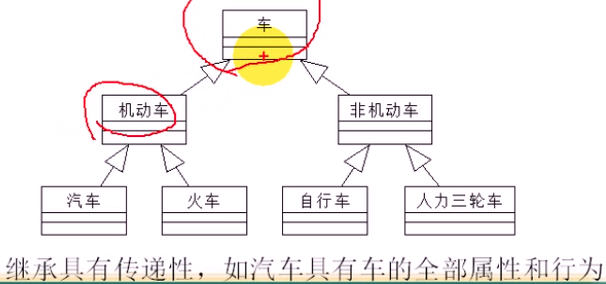 车
机动车
非机动车
汽车
火车
自行车
人力三轮车
继承具有传递性，如汽车具有车的全部属性和行为